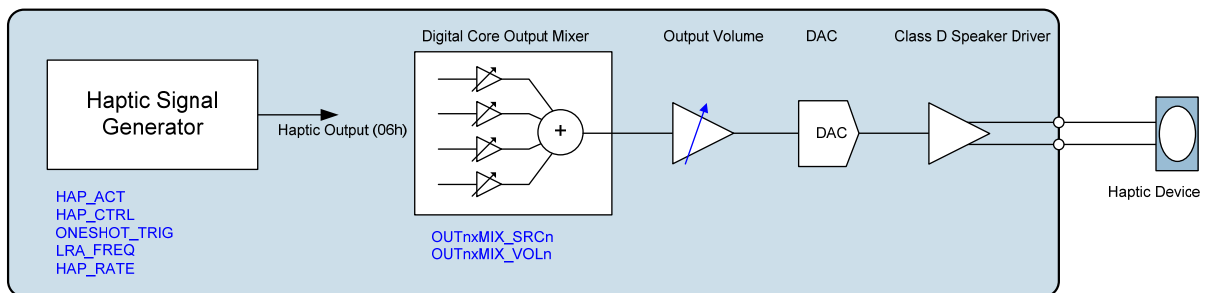 Digital Core Output Mixer
Output Volume
DAC
Class D Speaker Driver
Haptic Signal
Generator
Haptic Output (06h)
+
DAC
Haptic Device
HAP_ACT
HAP_CTRL
ONESHOT_TRIG
LRA_FREQ
HAP_RATE
OUTnxMIX_SRCn
OUTnxMIX_VOLn